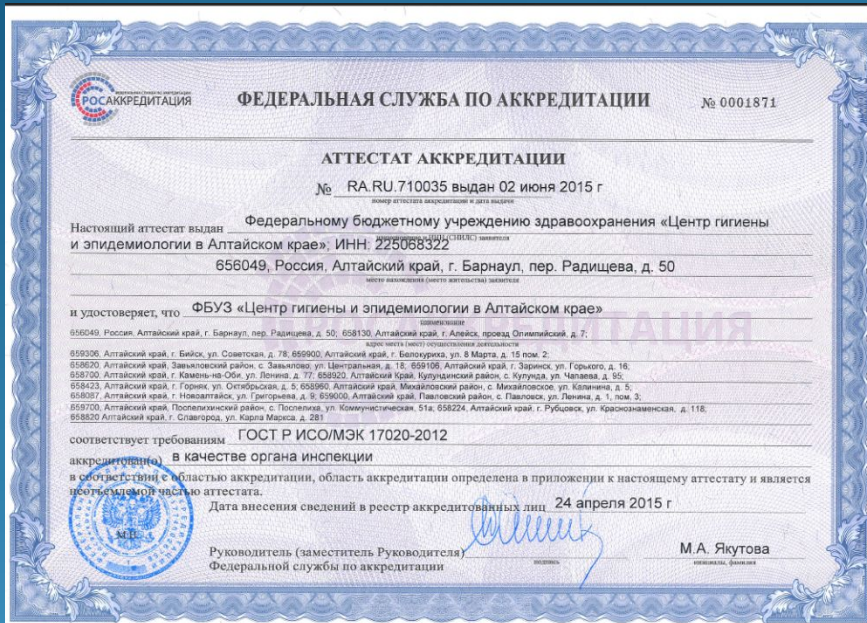 РОСАККРЕДИТАЦИЯ
ФЕДЕРАЛЬНАЯ СЛУЖБА ПО АККРЕДИТАЦИИ
№ 0001871
АТТЕСТАТ АККРЕДИТАЦИИ
№ RA.RU.710035 выдан 02 июня 2015 г
номер аттестата аккредитации и дата выдачи
Настоящий аттестат выдан Федеральному бюджетному учреждению здравоохранения «Центр гигиены
и эпидемиологии в Алтайском крае»; ИНН: 225068322
656049, Россия, Алтайский край, г. Барнаул, пер. Радищева, д. 50
место нахождения (место жительства) заявителя
и удостоверяет, что ФБУЗ «Центр гигиены и эпидемиологии в Алтайском крае»
наименование
656049, Россия, Алтайский край, г. Барнаул, пер. Радищева, д. 50; 658130, Алтайский край, г. Алейск, проезд Олимпийский, д. 7;
адрес места (мест) осуществления деятельности
659306, Алтайский край, г. Бийск, ул. Советская, д. 78; 659900, Алтайский край, г. Белокуриха, ул. 8 Марта, д. 15 пом. 2;
658620, Алтайский край, Завьяловский район, с. Завьялово, ул. Центральная, д. 18; 659106, Алтайский край, г. Заринск, ул. Горького, д. 16;
658700, Алтайский край, г. Камень-на-Оби, ул. Ленина, д. 77; 658920, Алтайский Край, Кулундинский район, с. Кулунда, ул. Чапаева, д. 95;
658423, Алтайский край, г. Горняк, ул. Октябрьская, д. 5; 658960, Алтайский край, Михайловский район, с. Михайловское, ул. Калинина, д. 5;
658087, Алтайский край, г. Новоалтайск, ул. Григорьева, д. 9; 659000, Алтайский край, Павловский район, с. Павловск, ул. Ленина, д. 1, пом. 3;
659700, Алтайский край, Поспелихинский район, с. Поспелиха, ул. Коммунистическая, 51а; 658224, Алтайский край, г. Рубцовск, ул. Краснознаменская, д. 118;
658820 Алтайский край, г. Славгород, ул. Карла Маркса, д. 281
соответствует требованиям ГОСТ Р ИСО/МЭК 17020-2012
аккредитован(о) в качестве органа инспекции
в соответствии с областью аккредитации, область аккредитации определена в приложении к настоящему аттестату и является
неотъемлемой частью аттестата.
Дата внесения сведений в реестр аккредитованных лиц 24 апреля 2015 г
М.П.
Руководитель (заместитель Руководителя)
Федеральной службы по аккредитации
подпись
М.А. Якутова
инициалы, фамилия